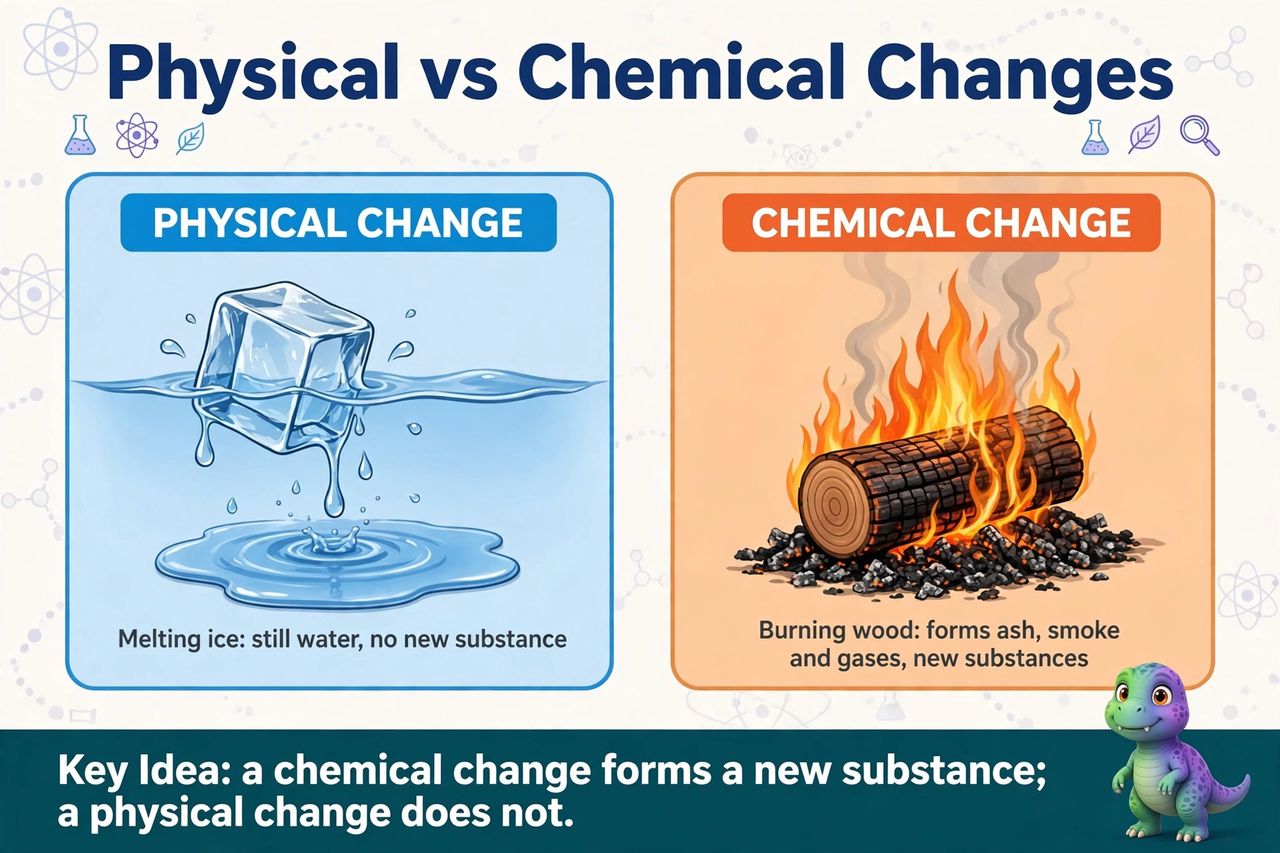 Physical vs Chemical Changes
PHYSICAL CHANGE
Melting ice: still water, no new substance
CHEMICAL CHANGE
Burning wood: forms ash, smoke
and gases, new substances
Key Idea: a chemical change forms a new substance;
a physical change does not.